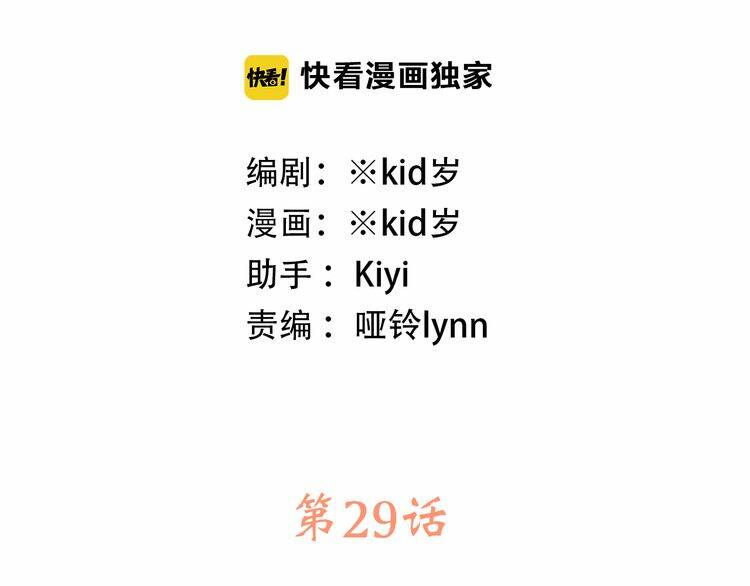 快看! 快看漫画独家
编剧：※kid岁
漫画：※kid岁
助手：Kiyi
责编：哑铃lynn
第29话